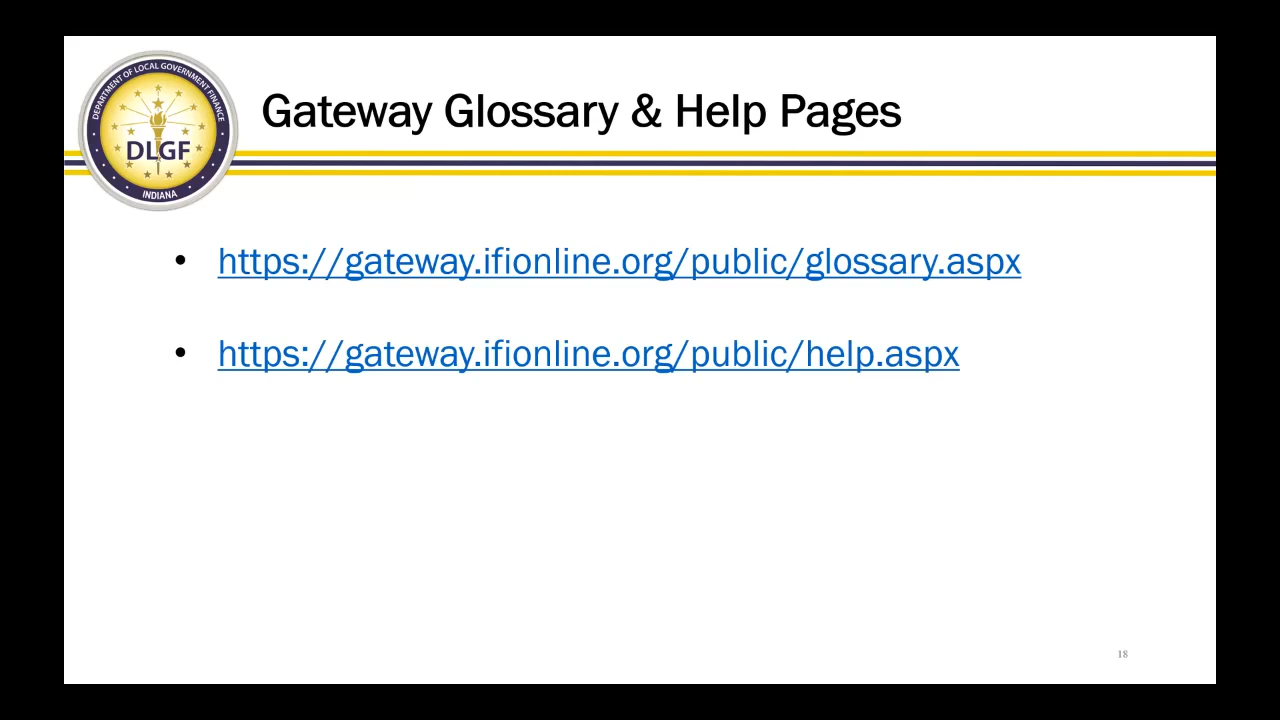 DEPARTMENT OF LOCAL GOVERNMENT FINANCE
DLGF
INDIANA
Gateway Glossary & Help Pages
• https://gateway.ifionline.org/public/glossary.aspx
• https://gateway.ifionline.org/public/help.aspx
18